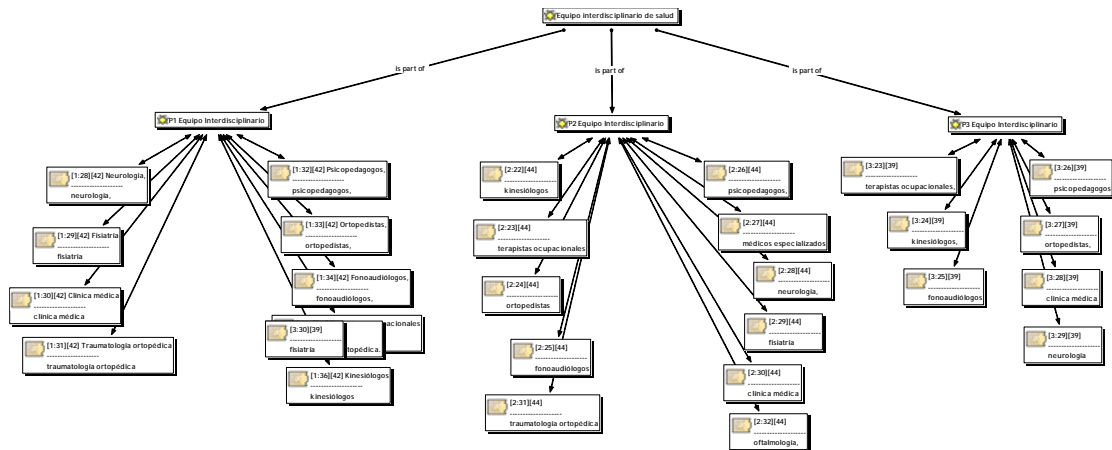 Equipo interdisciplinario de salud
is part of
is part of
is part of
P1 Equipo Interdisciplinario
P2 Equipo Interdisciplinario
P3 Equipo Interdisciplinario
[1:28][42] Neurología,
--------------------
neurología,
[1:29][42] Fisiatría
--------------------
fisiatría
[1:30][42] Clínica médica
--------------------
clínica médica
[1:31][42] Traumatología ortopédica
--------------------
traumatología ortopédica
[1:32][42] Psicopedagogos,
--------------------
psicopedagogos,
[1:33][42] Ortopedistas,
--------------------
ortopedistas,
[1:34][42] Fonoaudiólogos,
--------------------
fonoaudiólogos,
[3:30][39]
--------------------
fisiatría
[1:36][42] Kinesiólogos
--------------------
kinesiólogos
[2:22][44]
--------------------
kinesiólogos
[2:23][44]
--------------------
terapistas ocupacionales
[2:24][44]
--------------------
ortopedistas
[2:25][44]
--------------------
fonoaudiólogos
[2:31][44]
--------------------
traumatología ortopédica
[2:26][44]
--------------------
psicopedagogos,
[2:27][44]
--------------------
médicos especializados
[2:28][44]
--------------------
neurología,
[2:29][44]
--------------------
fisiatría
[2:30][44]
--------------------
clínica médica
[2:32][44]
--------------------
oftalmología,
[3:23][39]
--------------------
terapistas ocupacionales,
[3:24][39]
--------------------
kinesiólogos,
[3:25][39]
--------------------
fonoaudiólogos
[3:26][39]
--------------------
psicopedagogos
[3:27][39]
--------------------
ortopedistas,
[3:28][39]
--------------------
clínica médica
[3:29][39]
--------------------
neurología